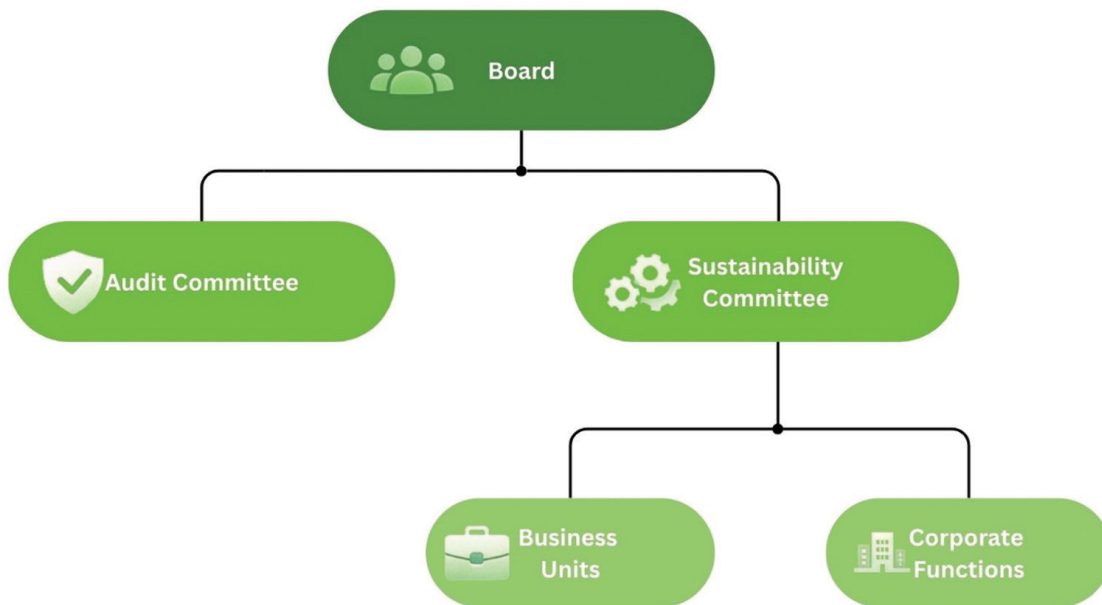 Board
Audit Committee
Sustainability
Committee
Business
Units
Corporate
Functions